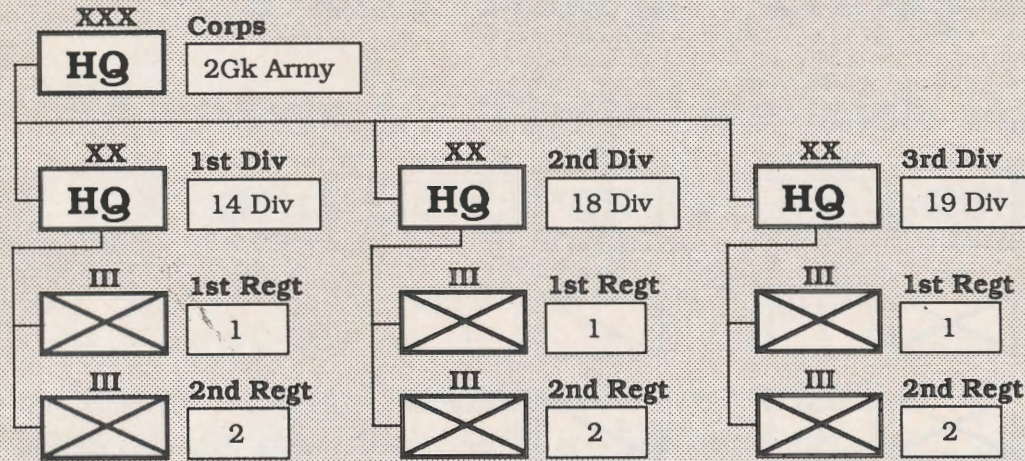 XXX
Corps
HQ
2Gk Army
XX
1st Div
HQ
14 Div
XX
2nd Div
HQ
18 Div
XX
3rd Div
HQ
19 Div
III
1st Regt
1
III
1st Regt
1
III
1st Regt
1
III
2nd Regt
2
III
2nd Regt
2
III
2nd Regt
2